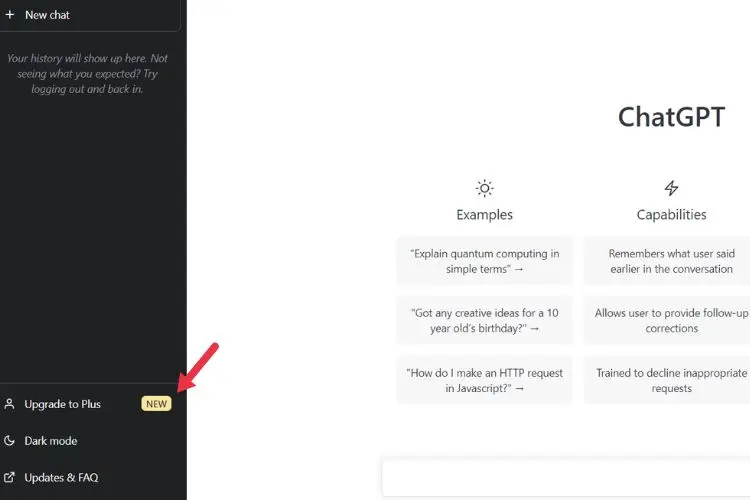 New chat
Your history will show up here. Not
seeing what you expected? Try
logging out and back in.
Upgrade to Plus
NEW
Dark mode
Updates & FAQ
ChatGPT
Examples
"Explain quantum computing in
simple terms" →
"Got any creative ideas for a 10
year old's birthday?" →
"How do I make an HTTP request
in Javascript?" →
Capabilities
Remembers what user said
earlier in the conversation
Allows user to provide follow-up
corrections
Trained to decline inappropriate
requests